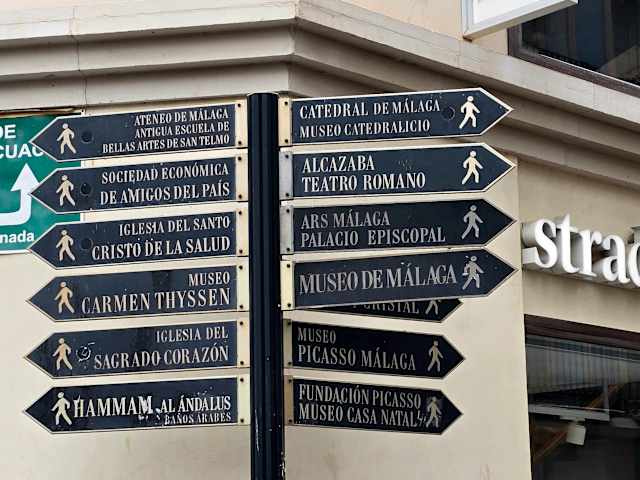 DE
CUAC
nada
ATENEO DE MÁLAGA
ANTIGUA ESCUELA DE
BELLAS ARTES DE SAN TELMO
SOCIEDAD ECONÓMICA
DE AMIGOS DEL PAÍS
IGLESIA DEL SANTO
CRISTO DE LA SALUD
MUSEO
CARMEN THYSSEN
IGLESIA DEL
SAGRADO CORAZÓN
HAMMAM AL ÁNDALUS
BAÑOS ÁRABES
CATEDRAL DE MÁLAGA
MUSEO CATEDRALICIO
ALCAZABA
TEATRO ROMANO
ARS MÁLAGA
PALACIO EPISCOPAL
MUSEO DE MÁLAGA
CRISTAL
MUSEO
PICASSO MÁLAGA
FUNDACIÓN PICASSO
MUSEO CASA NATAL
strad